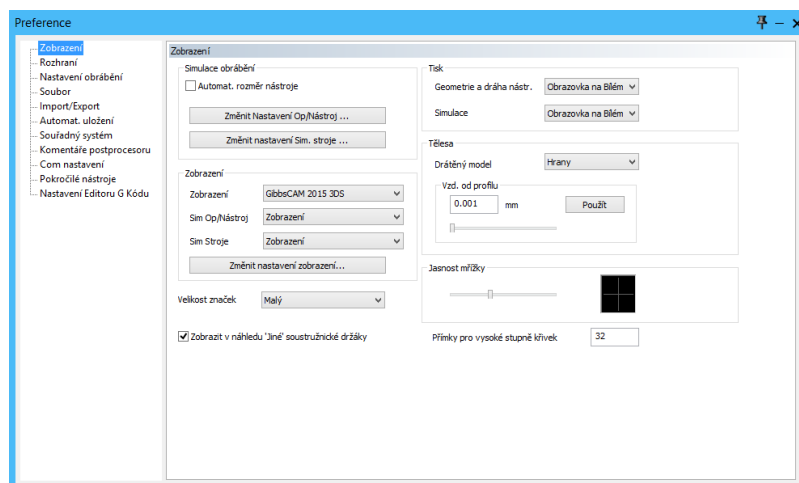 Preference
Zobrazení
Rozhraní
Nastavení obrábění
Soubor
Import/Export
Automat. uložení
Souřadný systém
Komentáře postprocesoru
Com nastavení
Pokročilé nástroje
Nastavení Editoru G Kódu
Zobrazení
Simulace obrábění
Automat. rozměr nástroje
Změnit Nastavení Op/Nástroj ...
Změnit nastavení Sim. stroje ...
Zobrazení
Zobrazení GibbsCAM 2015 3DS
Sim Op/Nástroj Zobrazení
Sim Stroje Zobrazení
Změnit nastavení zobrazení...
Velikost značek Malý
Zobrazit v náhledu 'Jiné' soustružnické držáky
Tisk
Geometrie a dráha nástr. Obrazovka na Bílém
Simulace Obrazovka na Bílém
Tělesa
Drátěný model Hrany
Vzd. od profilu
0.001 mm Použít
Jasnost mřížky
Přímky pro vysoké stupně křivek 32